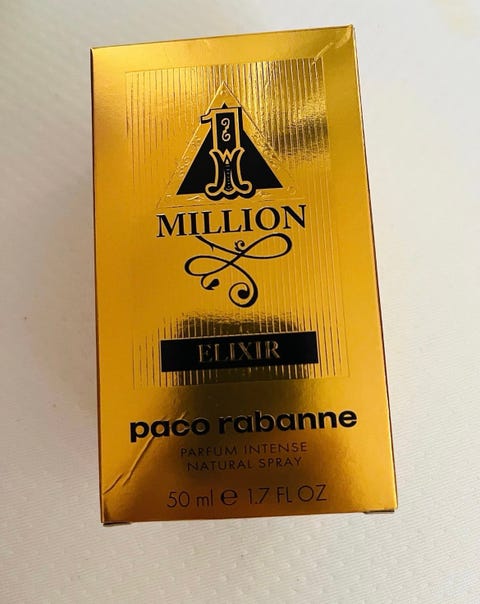 1
MILLION
ELIXIR
paco rabanne
PARFUM INTENSE
NATURAL SPRAY
50 ml ℮ 1.7 FL OZ